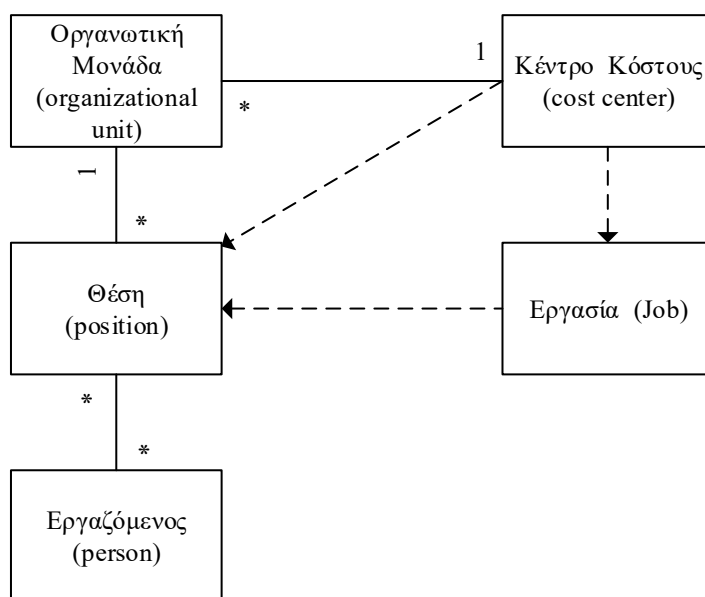 Οργανωτική
Μονάδα
(organizational
unit)
1
*
Κέντρο Κόστους
(cost center)
1
*
Θέση
(position)
Εργασία (Job)
*
*
Εργαζόμενος
(person)